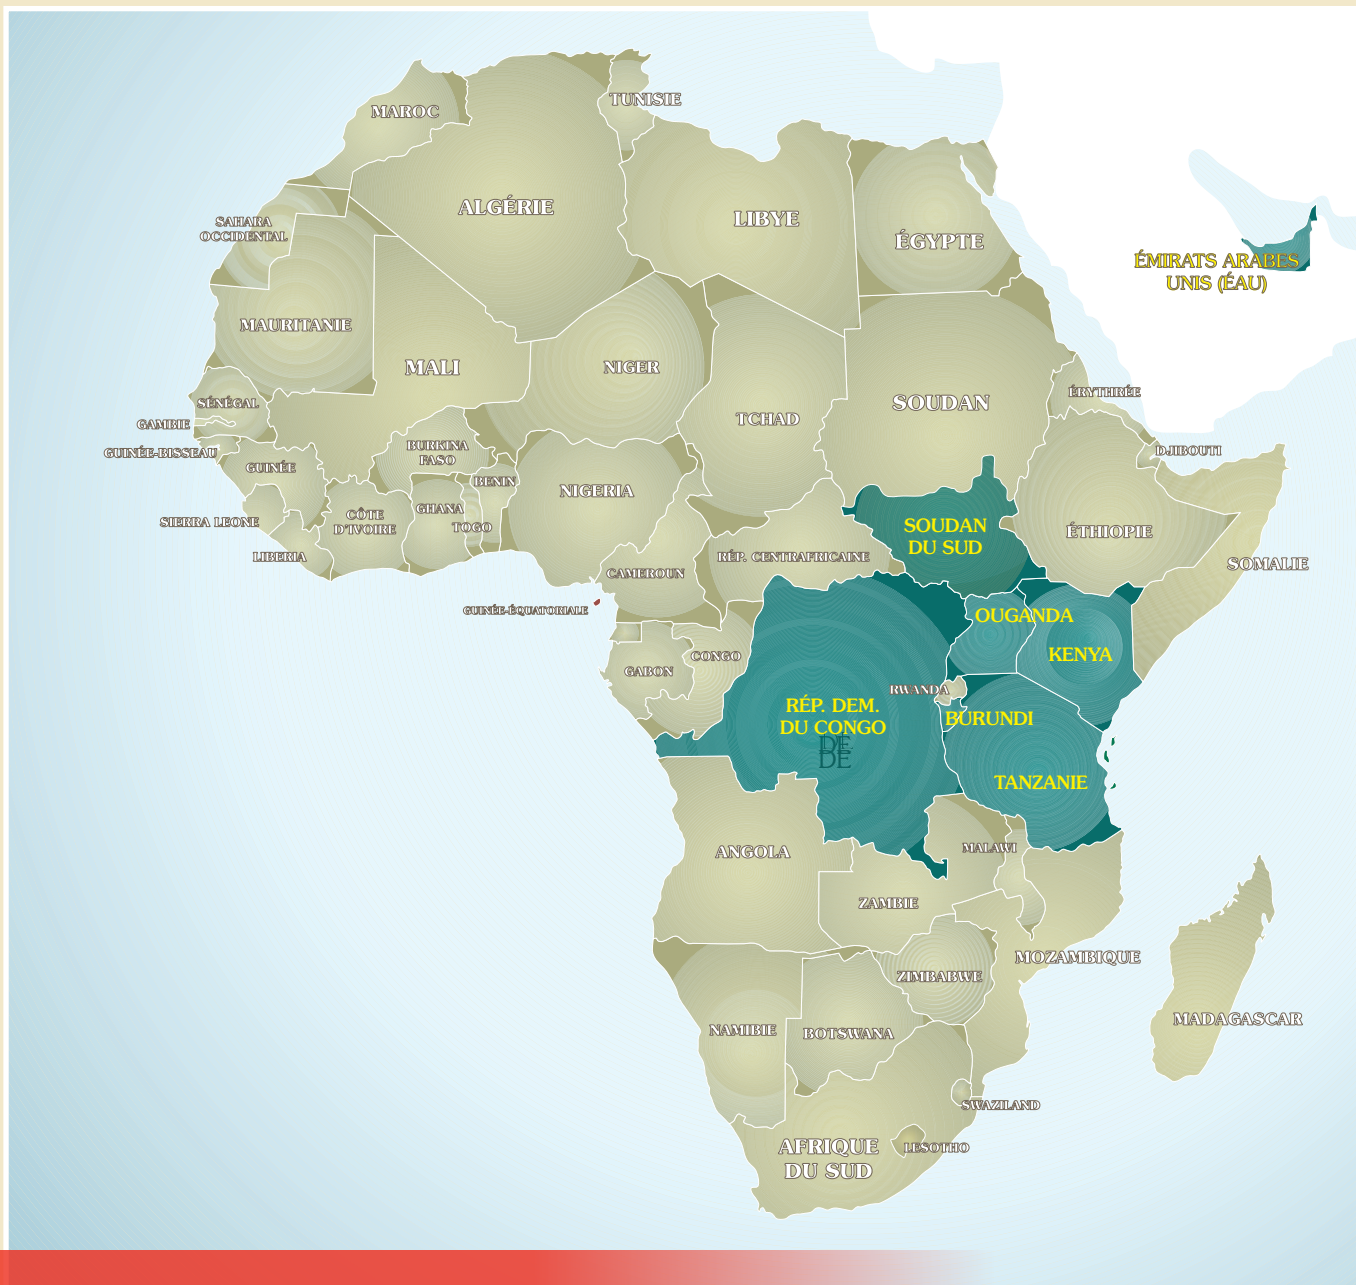 MAROC
TUNISIE
ALGÉRIE
LIBYE
ÉGYPTE
SAHARA
OCCIDENTAL
ÉMIRATS ARABES
UNIS (ÉAU)
MAURITANIE
MALI
NIGER
TCHAD
SOUDAN
ÉRYTHRÉE
SÉNÉGAL
GAMBIE
GUINÉE-BISSEAU
GUINÉE
BURKINA
FASO
BENIN
NIGERIA
DJIBOUTI
SIERRA LEONE
CÔTE
D'IVOIRE
GHANA
TOGO
LIBERIA
CAMEROUN
RÉP. CENTRAFRICAINE
SOUDAN
DU SUD
ÉTHIOPIE
SOMALIE
GUINÉE-ÉQUATORIALE
OUGANDA
KENYA
GABON
CONGO
RWANDA
RÉP. DEM.
DU CONGO
DE
DE
BURUNDI
TANZANIE
ANGOLA
MALAWI
ZAMBIE
MOZAMBIQUE
ZIMBABWE
MADAGASCAR
NAMIBIE
BOTSWANA
SWAZILAND
AFRIQUE
DU SUD
LESOTHO